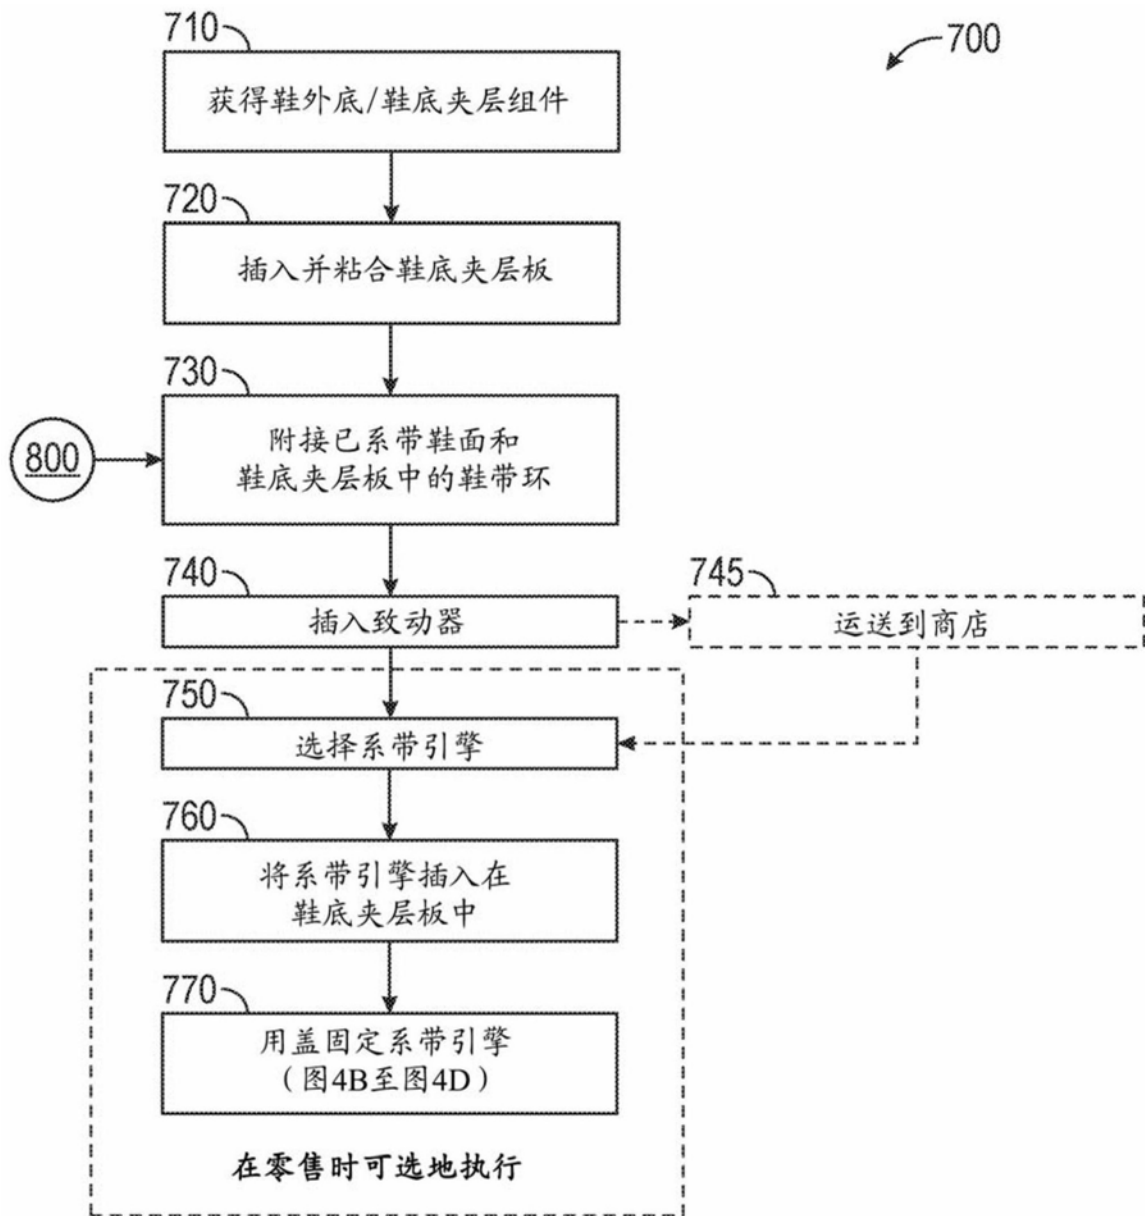 700
710
获得鞋外底/鞋底夹层组件
720
插入并粘合鞋底夹层板
730
附接已系带鞋面和
鞋底夹层板中的鞋带环
800
740
插入致动器
745
运送到商店
750
选择系带引擎
760
将系带引擎插入在
鞋底夹层板中
770
用盖固定系带引擎
（图4B至图4D）
在零售时可选地执行